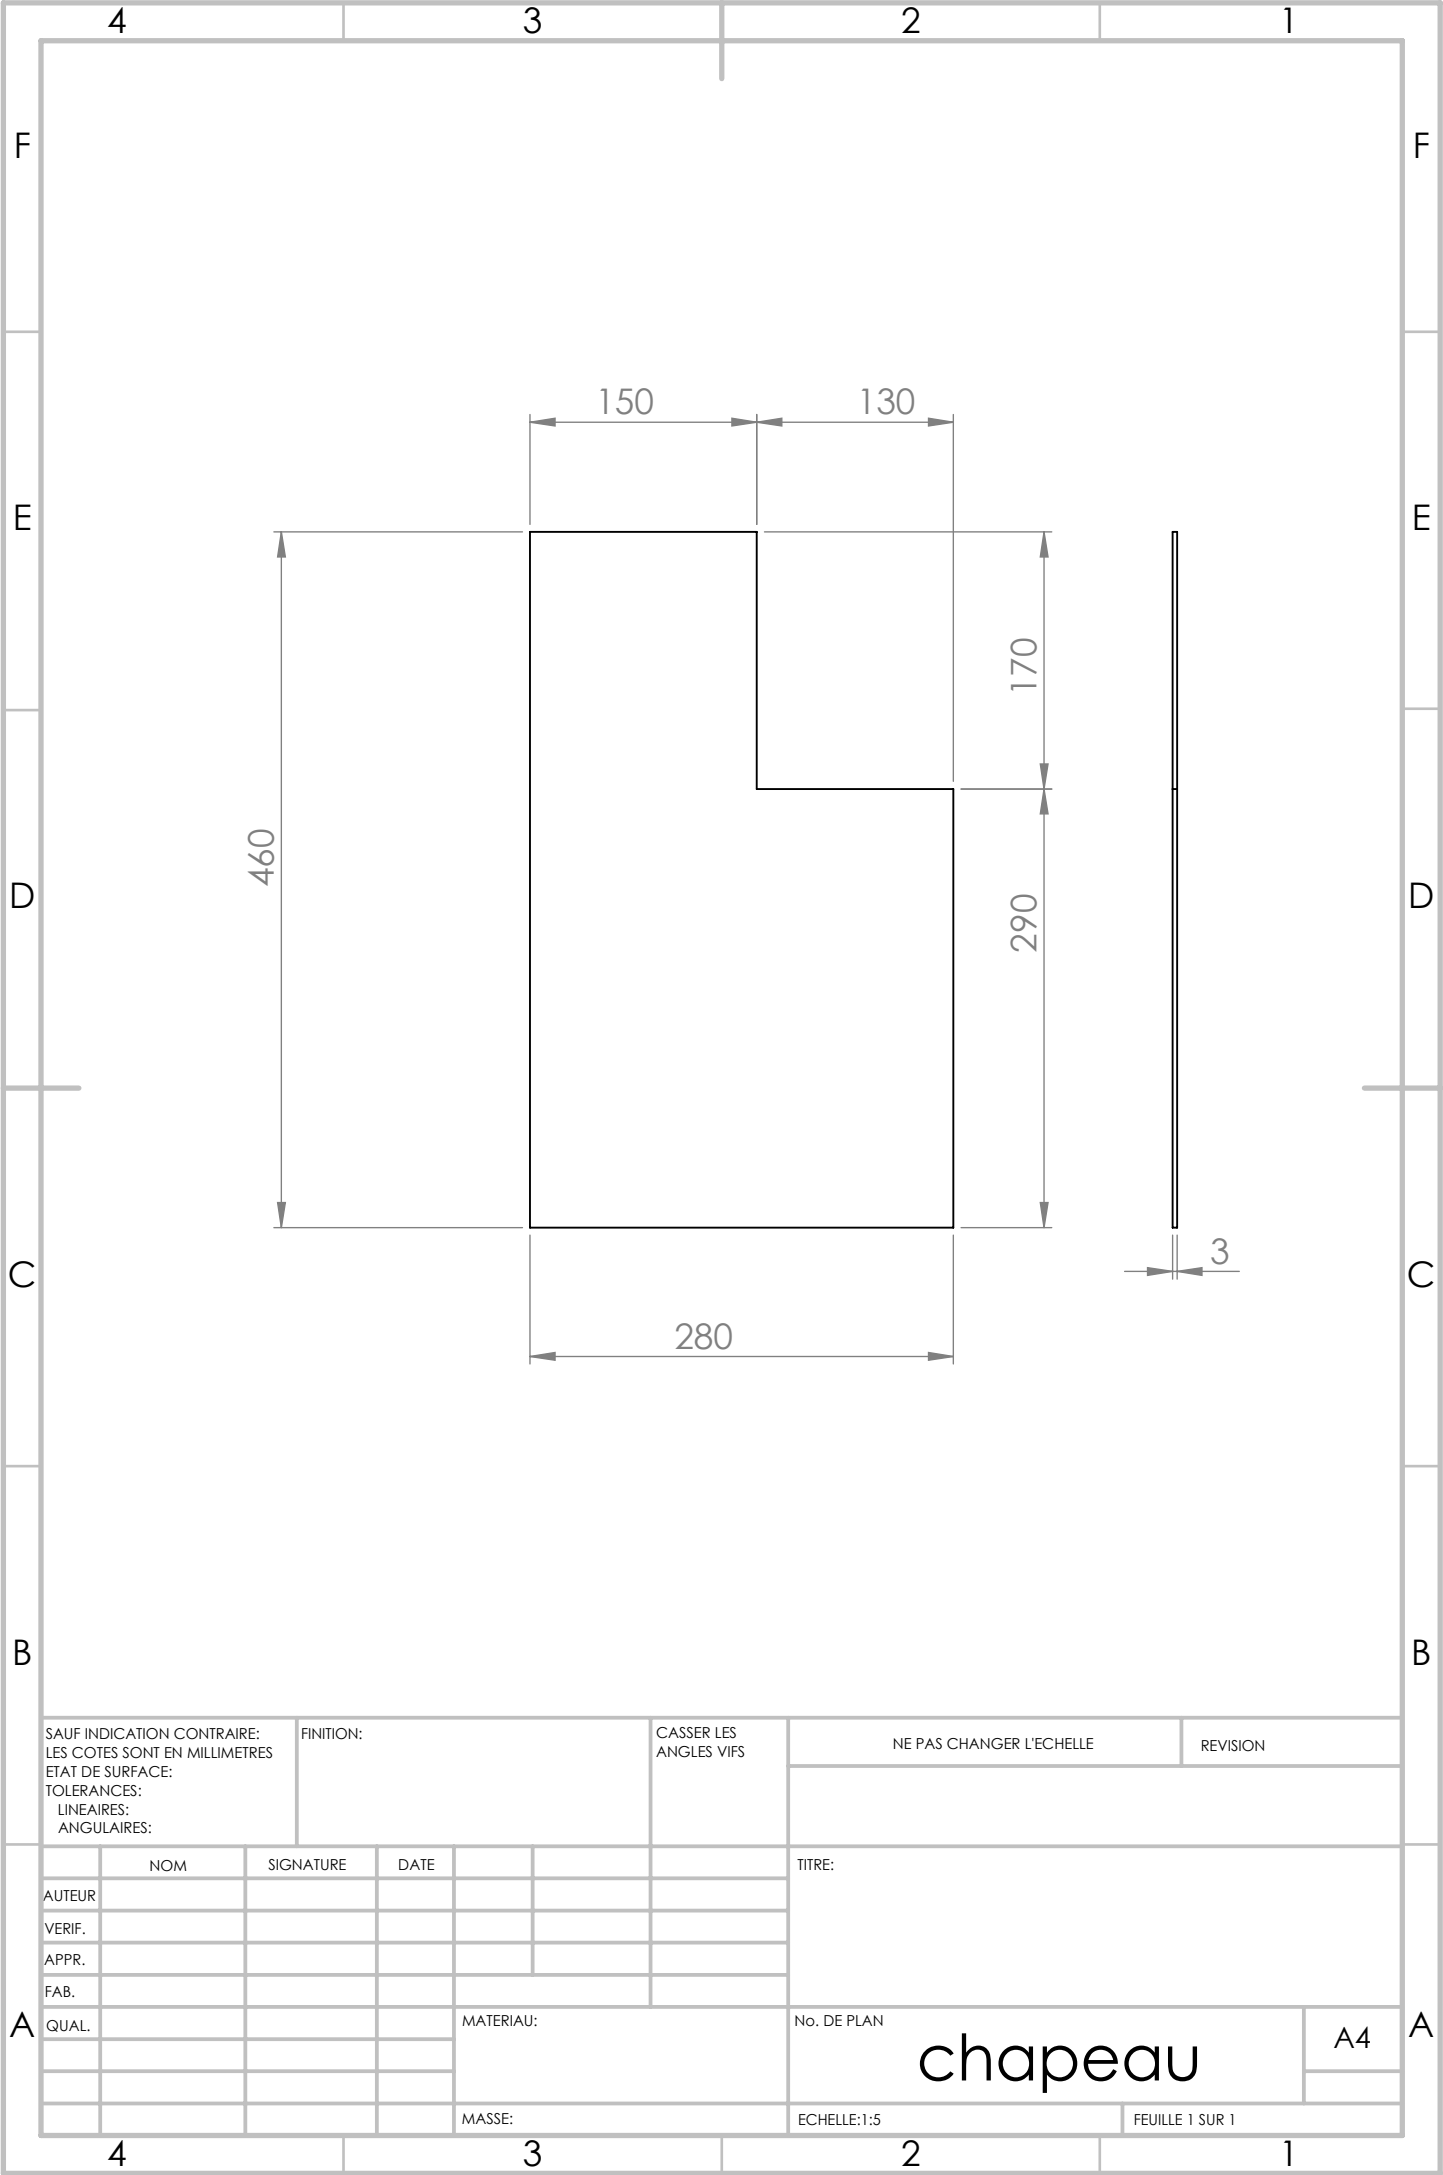 4 3 2 1
F F
150 130
E E
170
460
D D
290
3
C C
280
B B
SAUF INDICATION CONTRAIRE:
LES COTES SONT EN MILLIMETRES
ETAT DE SURFACE:
TOLERANCES:
LINEAIRES:
ANGULAIRES:
FINITION:
CASSER LES
ANGLES VIFS
NE PAS CHANGER L'ECHELLE
REVISION
NOM SIGNATURE DATE
TITRE:
AUTEUR
VERIF.
APPR.
FAB.
A QUAL. A
MATERIAU:
No. DE PLAN
chapeau
A4
MASSE:
ECHELLE:1:5
FEUILLE 1 SUR 1
4 3 2 1